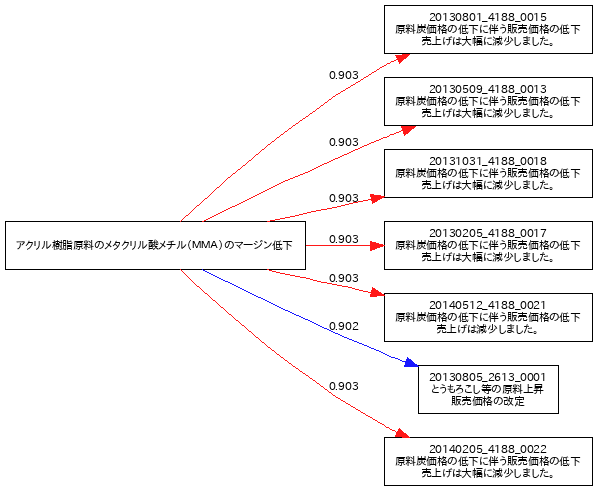 20130801_4188_0015
原料炭価格の低下に伴う販売価格の低下
売上げは大幅に減少しました。
0.903
20130509_4188_0013
原料炭価格の低下に伴う販売価格の低下
売上げは大幅に減少しました。
0.903
20131031_4188_0018
原料炭価格の低下に伴う販売価格の低下
売上げは大幅に減少しました。
0.903
アクリル樹脂原料のメタクリル酸メチル(MMA)のマージン低下
0.903
20130205_4188_0017
原料炭価格の低下に伴う販売価格の低下
売上げは大幅に減少しました。
0.903
20140512_4188_0021
原料炭価格の低下に伴う販売価格の低下
売上げは減少しました。
0.902
20130805_2613_0001
とうもろこし等の原料上昇
販売価格の改定
0.903
20140205_4188_0022
原料炭価格の低下に伴う販売価格の低下
売上げは大幅に減少しました。